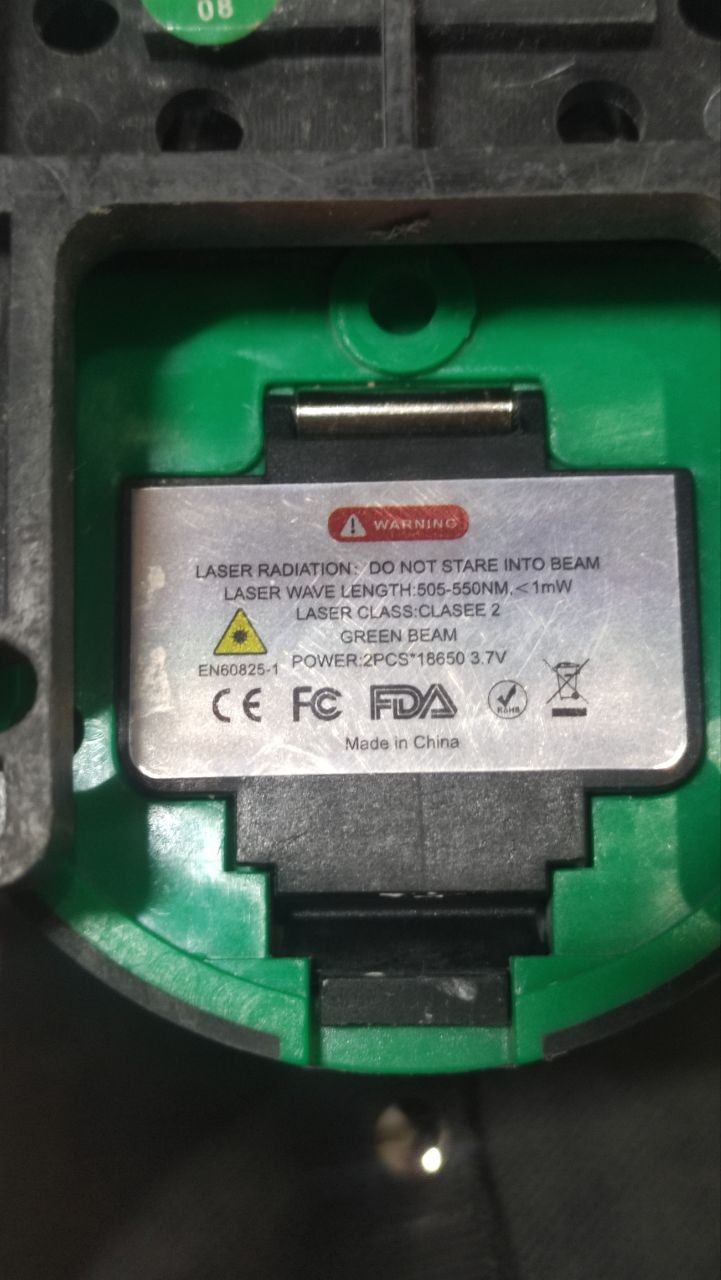 08
WARNING
LASER RADIATION: DO NOT STARE INTO BEAM
LASER WAVE LENGTH:505-550NM,<1mW
LASER CLASS:CLASEE 2
GREEN BEAM
POWER:2PCS*18650 3.7V
EN60825-1
CE FC FDA RoHS
Made in China